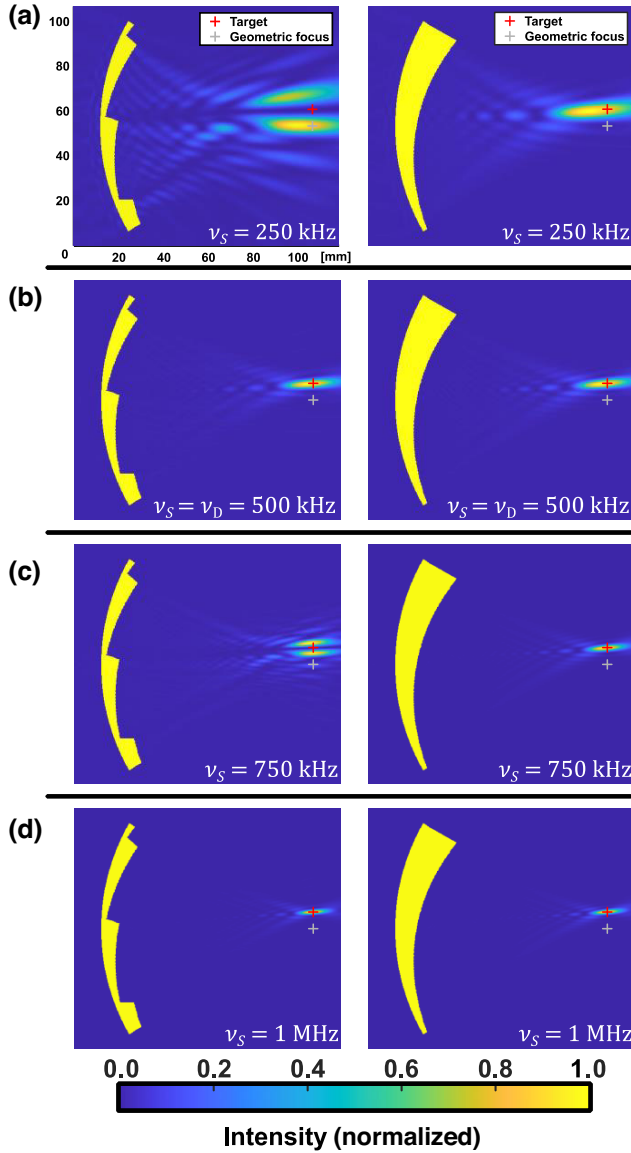 (a)
100
80
60
40
20
0
20 40 60 80 100 [mm]
Target
Geometric focus
ν_S = 250 kHz
Target
Geometric focus
ν_S = 250 kHz
(b)
ν_S = ν_D = 500 kHz
ν_S = ν_D = 500 kHz
(c)
ν_S = 750 kHz
ν_S = 750 kHz
(d)
ν_S = 1 MHz
ν_S = 1 MHz
0.0 0.2 0.4 0.6 0.8 1.0
Intensity (normalized)